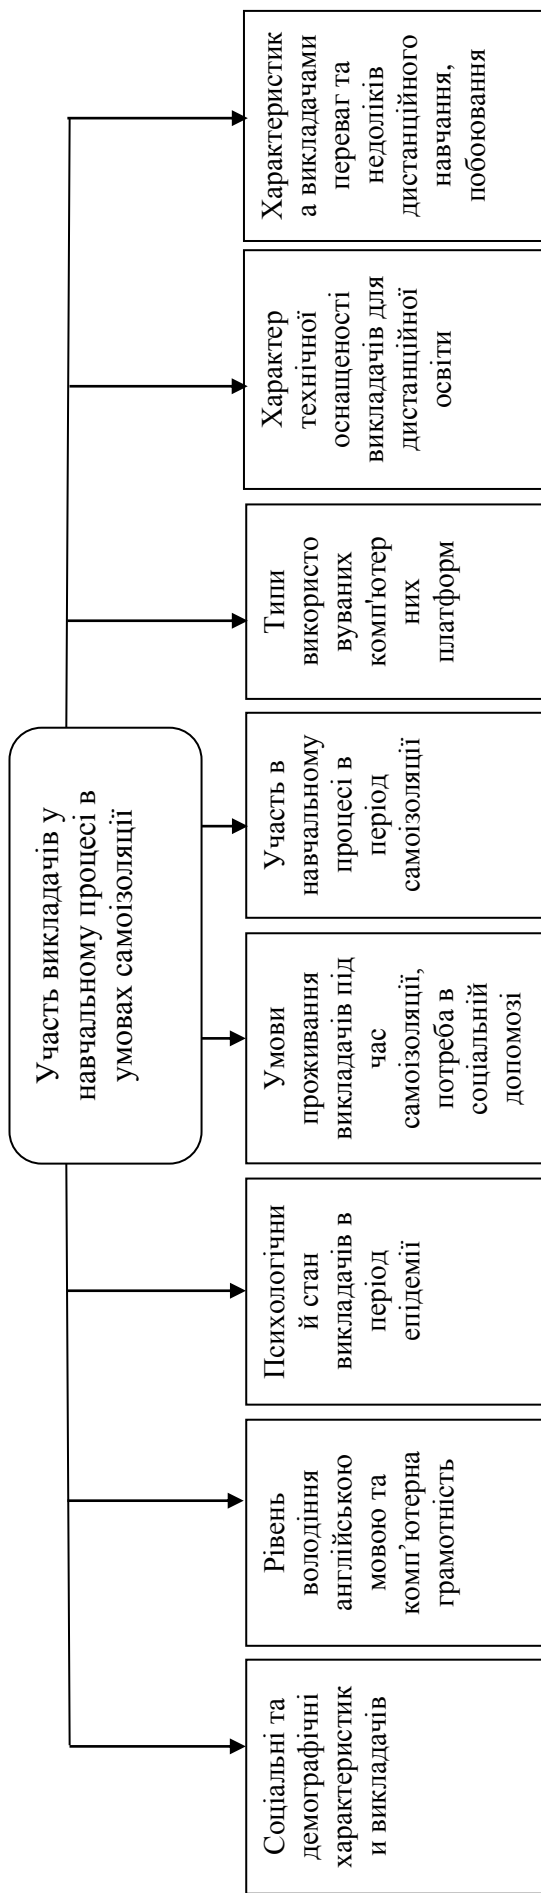 Участь викладачів у
навчальному процесі в
умовах самоізоляції
Соціальні та
демографічні
характеристик
и викладачів
Рівень
володіння
англійською
мовою та
комп’ютерна
грамотність
Психологічни
й стан
викладачів в
період
епідемії
Умови
проживання
викладачів під
час
самоізоляції,
потреба в
соціальній
допомозі
Участь в
навчальному
процесі в
період
самоізоляції
Типи
використо
вуваних
комп'ютер
них
платформ
Характер
технічної
оснащеності
викладачів для
дистанційної
освіти
Характеристик
а викладачами
переваг та
недоліків
дистанційного
навчання,
побоювання